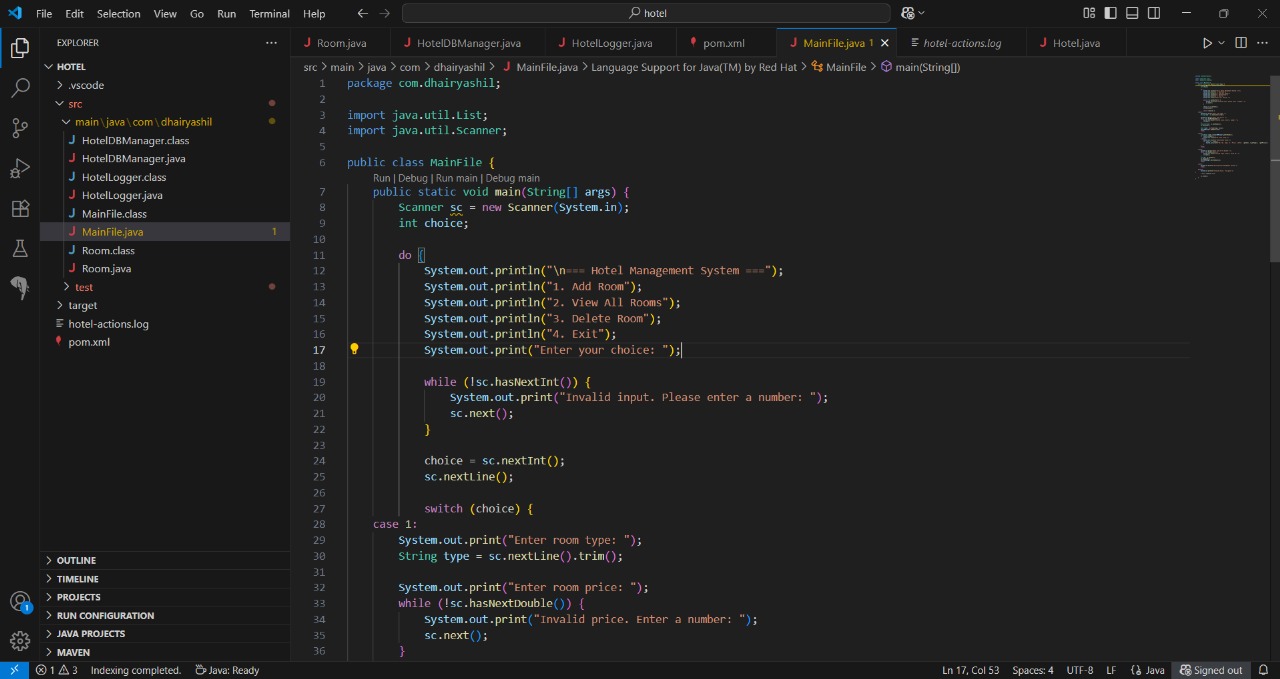 File Edit Selection View Go Run Terminal Help
hotel
EXPLORER
HOTEL
.vscode
src
main\java\com\dhairyashil
HotelDBManager.class
HotelDBManager.java
HotelLogger.class
HotelLogger.java
MainFile.class
MainFile.java 1
Room.class
Room.java
test
target
hotel-actions.log
pom.xml
OUTLINE
TIMELINE
PROJECTS
RUN CONFIGURATION
JAVA PROJECTS
MAVEN
Room.java HotelDBManager.java HotelLogger.java pom.xml MainFile.java 1 hotel-actions.log Hotel.java
src > main > java > com > dhairyashil > MainFile.java > Language Support for Java(TM) by Red Hat > MainFile > main(String[])
1 package com.dhairyashil;
2
3 import java.util.List;
4 import java.util.Scanner;
5
6 public class MainFile {
Run | Debug | Run main | Debug main
7 public static void main(String[] args) {
8 Scanner sc = new Scanner(System.in);
9 int choice;
10
11 do {
12 System.out.println("\n=== Hotel Management System ===");
13 System.out.println("1. Add Room");
14 System.out.println("2. View All Rooms");
15 System.out.println("3. Delete Room");
16 System.out.println("4. Exit");
17 System.out.print("Enter your choice: ");
18
19 while (!sc.hasNextInt()) {
20 System.out.print("Invalid input. Please enter a number: ");
21 sc.next();
22 }
23
24 choice = sc.nextInt();
25 sc.nextLine();
26
27 switch (choice) {
28 case 1:
29 System.out.print("Enter room type: ");
30 String type = sc.nextLine().trim();
31
32 System.out.print("Enter room price: ");
33 while (!sc.hasNextDouble()) {
34 System.out.print("Invalid price. Enter a number: ");
35 sc.next();
36 }
1
1 3 Indexing completed. Java: Ready Ln 17, Col 53 Spaces: 4 UTF-8 LF {} Java Signed out